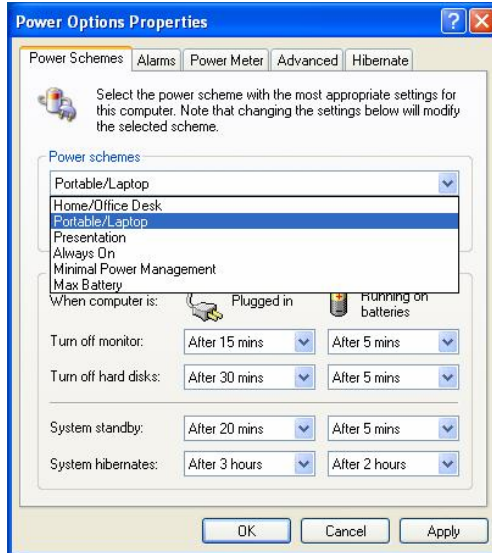 Power Options Properties
Power Schemes Alarms Power Meter Advanced Hibernate
Select the power scheme with the most appropriate settings for
this computer. Note that changing the settings below will modify
the selected scheme.
Power schemes
Portable/Laptop
Home/Office Desk
Portable/Laptop
Presentation
Always On
Minimal Power Management
Max Battery
When computer is: Plugged in Running on
batteries
Turn off monitor: After 15 mins After 5 mins
Turn off hard disks: After 30 mins After 5 mins
System standby: After 20 mins After 5 mins
System hibernates: After 3 hours After 2 hours
OK Cancel Apply